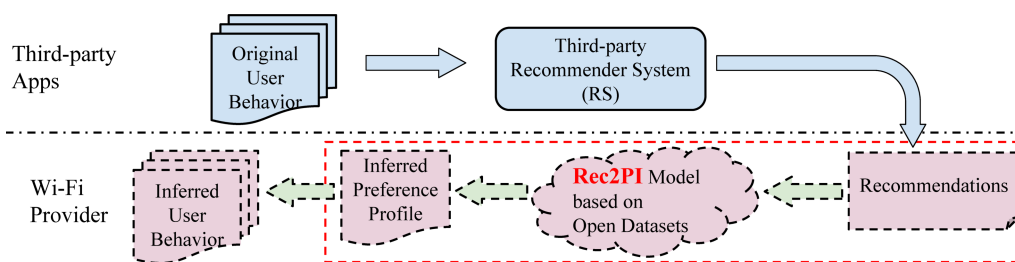 Third-party
Apps
Original
User
Behavior
Third-party
Recommender System
(RS)
Wi-Fi
Provider
Inferred
User
Behavior
Inferred
Preference
Profile
Rec2PI Model
based on
Open Datasets
Recommendations